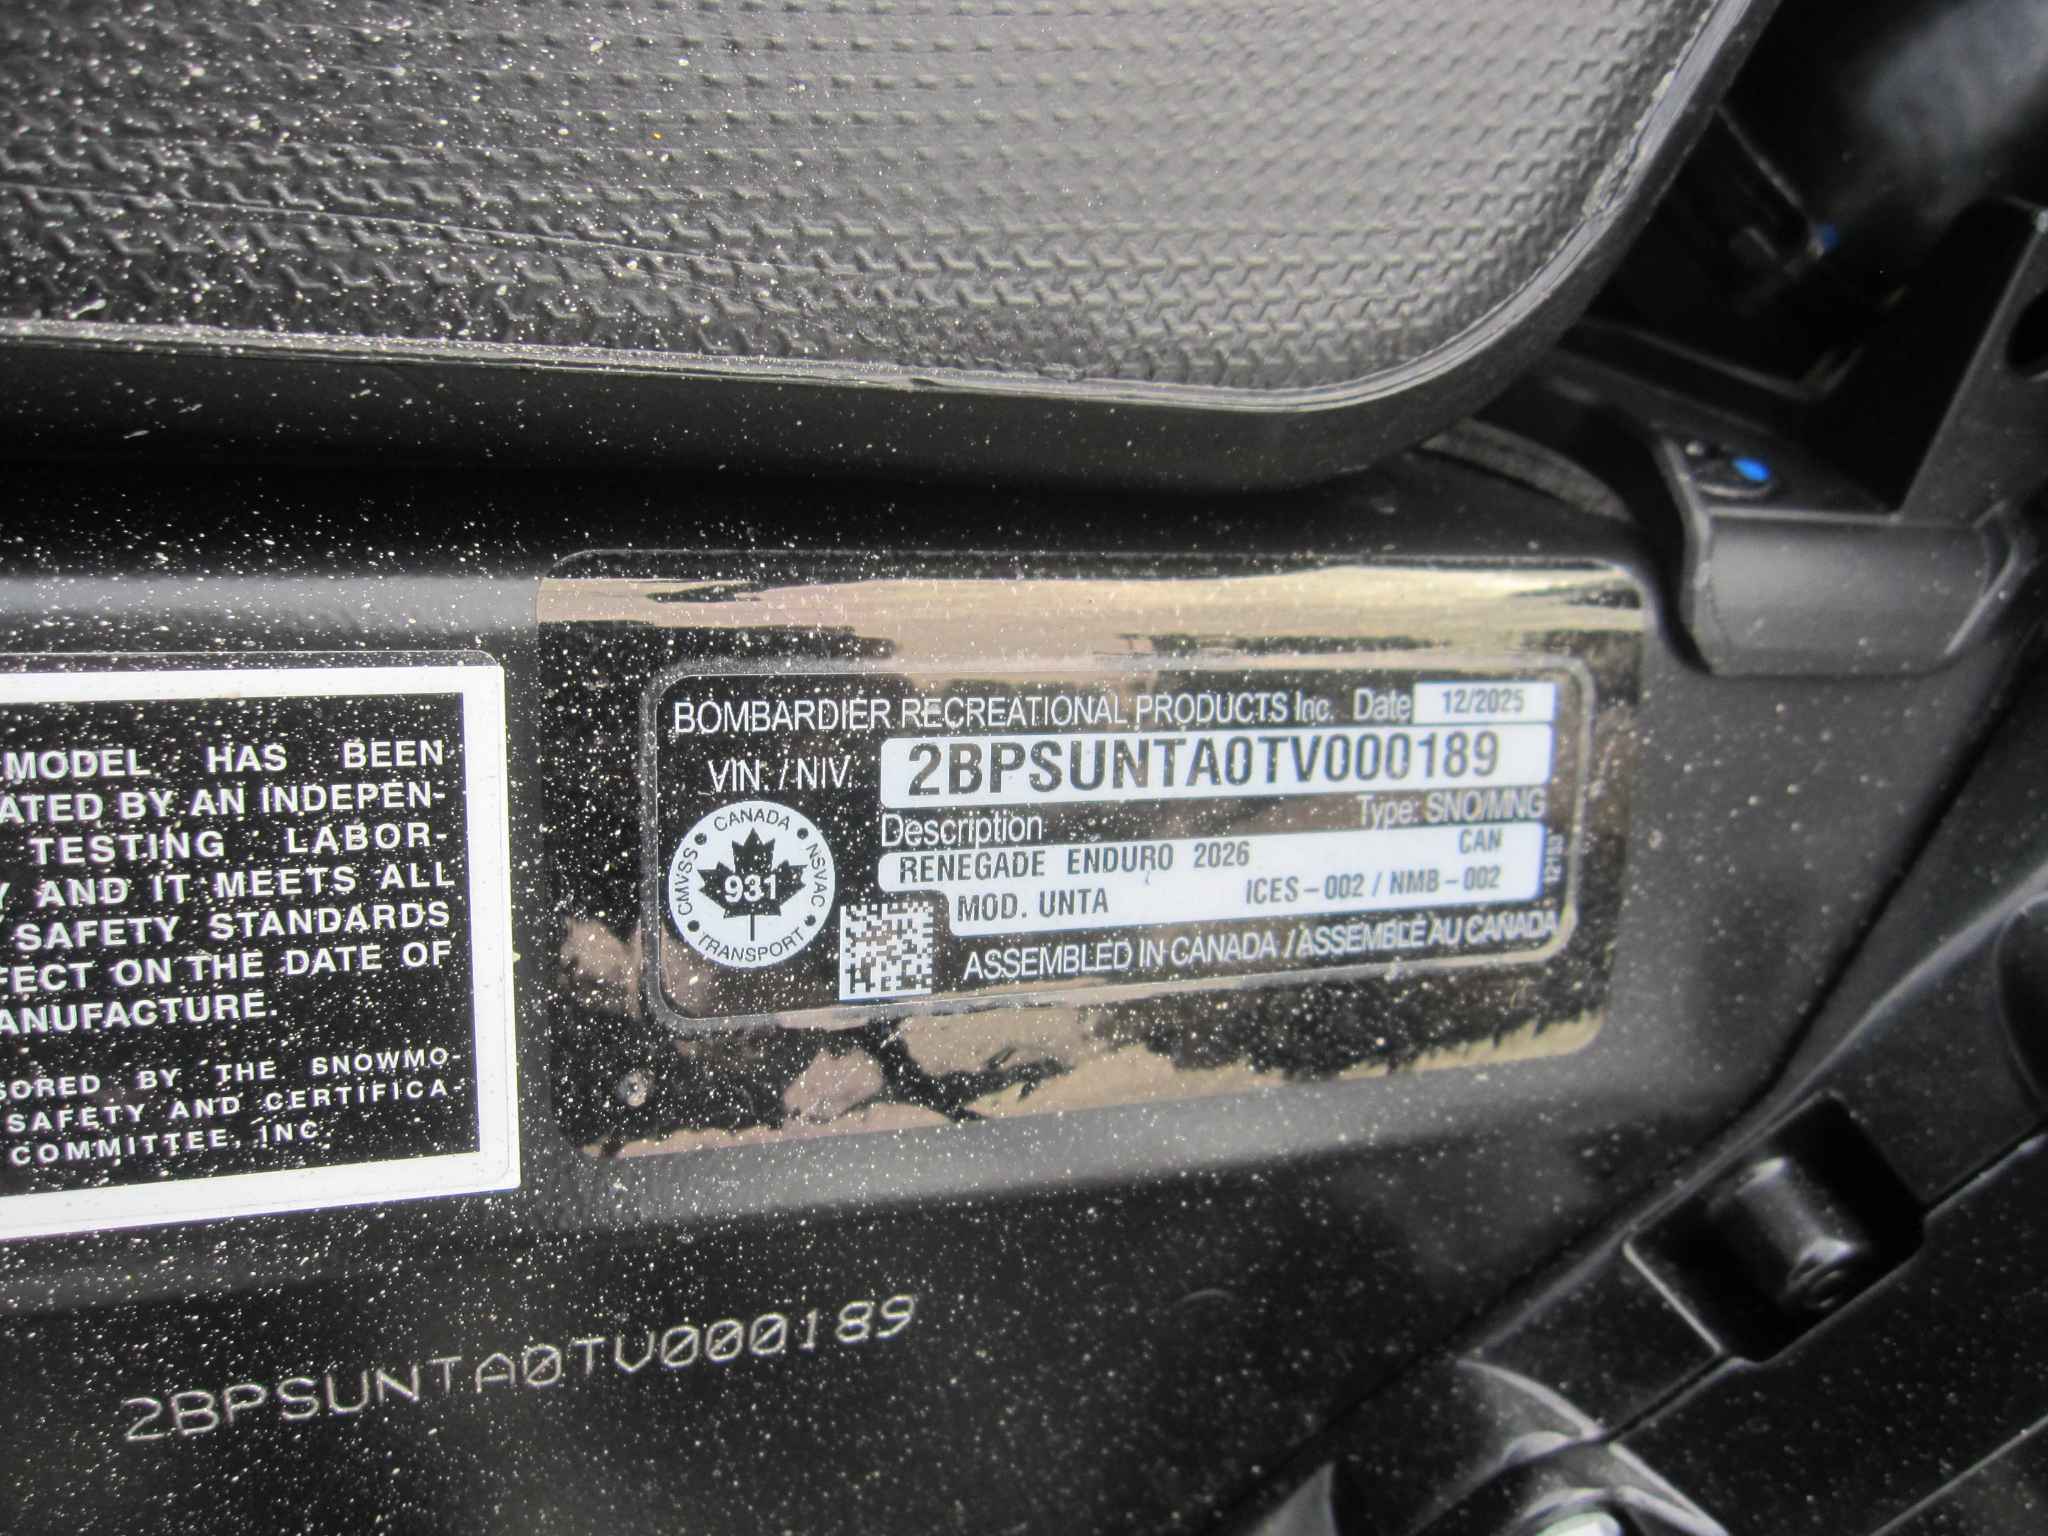 MODEL HAS BEEN
ATED BY AN INDEPEN-
TESTING LABOR-
Y AND IT MEETS ALL
SAFETY STANDARDS
FECT ON THE DATE OF
ANUFACTURE.
SORED BY THE SNOWMO-
SAFETY AND CERTIFICA-
COMMITTEE, INC.
BOMBARDIER RECREATIONAL PRODUCTS Inc. Date 12/2025
VIN. / NIV. 2BPSUNTA0TV000189
Description Type: SNO/MNG
RENEGADE ENDURO 2026 CAN
MOD. UNTA ICES-002 / NMB-002
ASSEMBLED IN CANADA / ASSEMBLÉ AU CANADA
CANADA
CMVSS
NSVAC
931
TRANSPORT
2BPSUNTA0TV000189